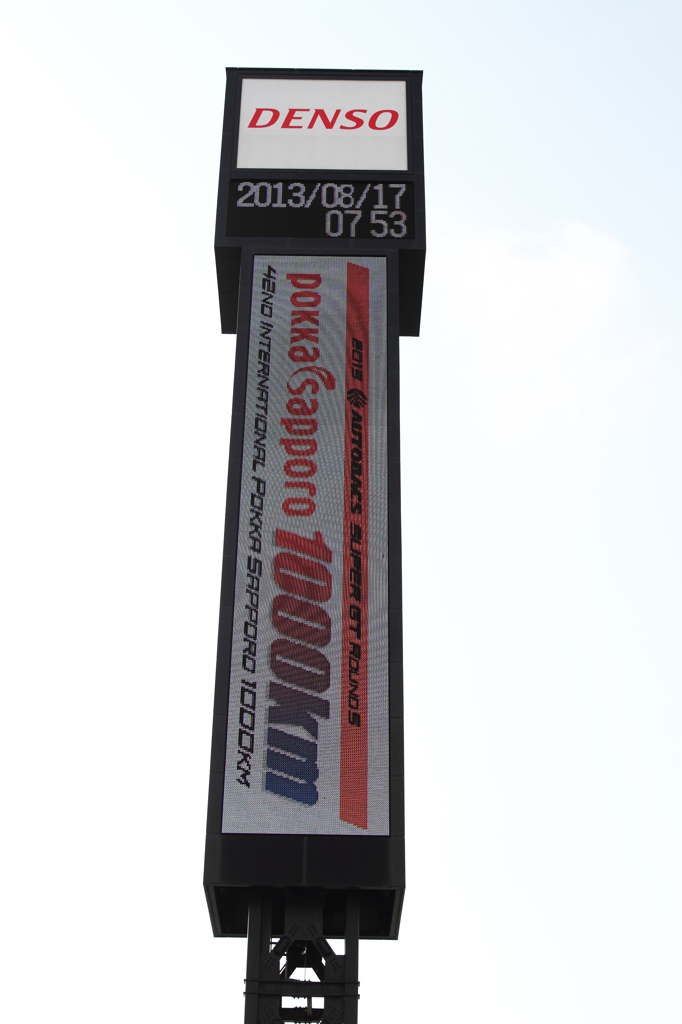 DENSO
2013/08/17
07 53
2013 AUTOBACS SUPER GT ROUND5
pokka sapporo 1000km
42ND INTERNATIONAL POKKA SAPPORO 1000KM